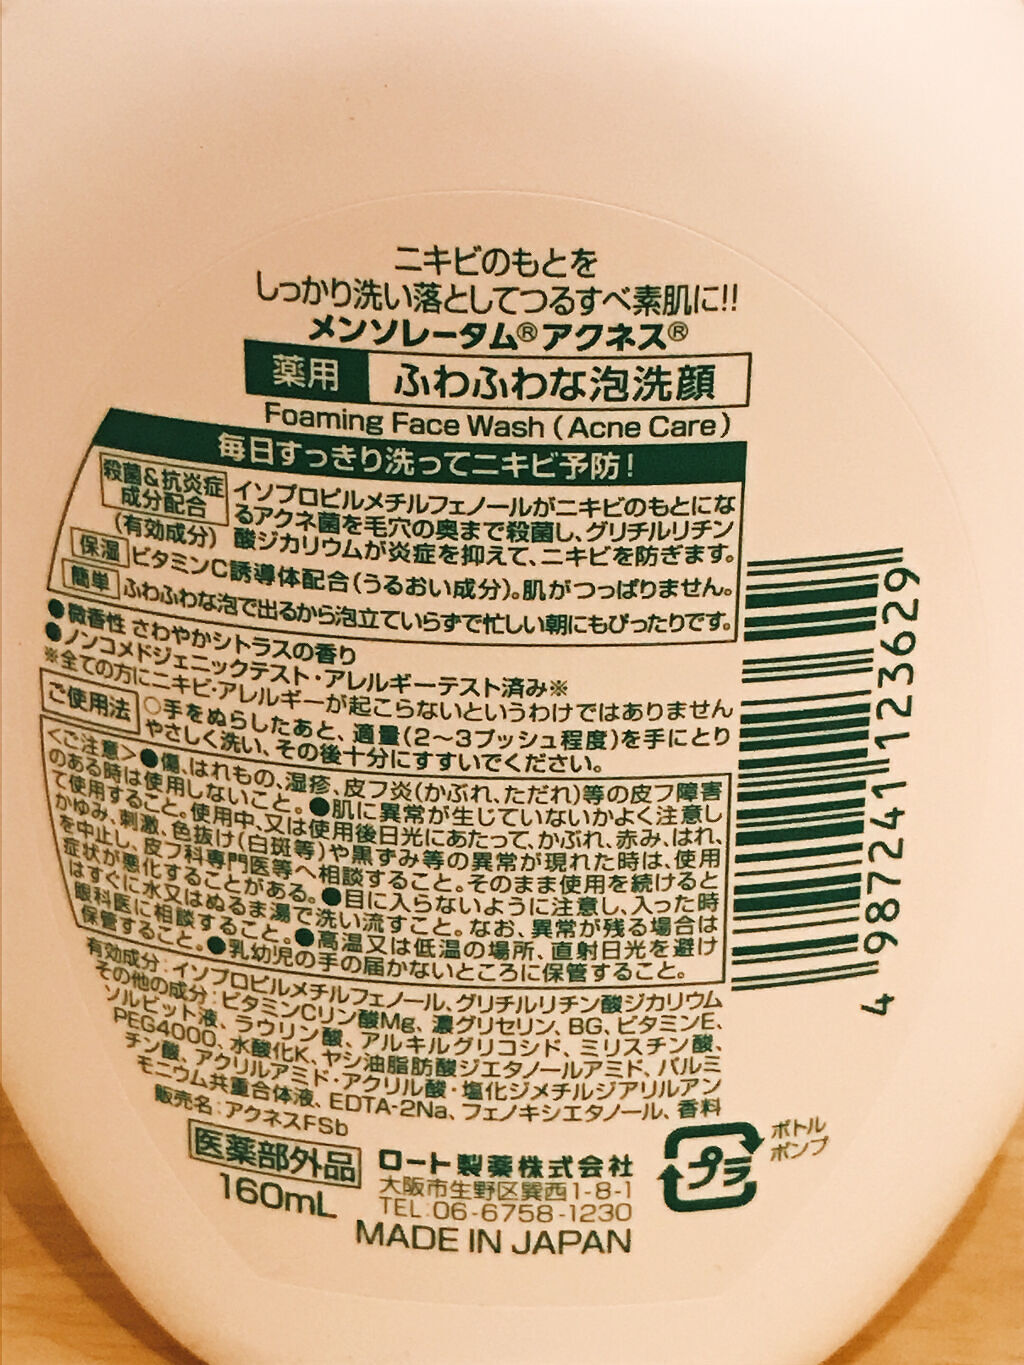 ニキビのもとを
しっかり洗い落としてつるすべ素肌に!!
メンソレータム®アクネス®
薬用 ふわふわな泡洗顔
Foaming Face Wash (Acne Care)
毎日すっきり洗ってニキビ予防!
殺菌&抗炎症成分配合(有効成分)
イソプロピルメチルフェノールがニキビのもとにな
るアクネ菌を毛穴の奥まで殺菌し、グリチルリチン
酸ジカリウムが炎症を抑えて、ニキビを防ぎます。
保湿 ビタミンC誘導体配合(うるおい成分)。肌がつっぱりません。
簡単 ふわふわな泡で出るから泡立ていらずで忙しい朝にもぴったりです。
●微香性 さわやかシトラスの香り
●ノンコメドジェニックテスト・アレルギーテスト済み※
※全ての方にニキビ・アレルギーが起こらないというわけではありません
ご使用法 ○手をぬらしたあと、適量(2〜3プッシュ程度)を手にとり
やさしく洗い、その後十分にすすいでください。
<ご注意>●傷、はれもの、湿疹、皮フ炎(かぶれ、ただれ)等の皮フ障害
のある時は使用しないこと。●肌に異常が生じていないかよく注意し
て使用すること。使用中、又は使用後日光にあたって、かぶれ、赤み、はれ、
かゆみ、刺激、色抜け(白斑等)や黒ずみ等の異常が現れた時は、使用
を中止し、皮フ科専門医等へ相談すること。そのまま使用を続けると
症状が悪化することがある。●目に入らないように注意し、入った時
はすぐに水又はぬるま湯で洗い流すこと。なお、異常が残る場合は
眼科医に相談すること。●高温又は低温の場所、直射日光を避け
保管すること。●乳幼児の手の届かないところに保管すること。
有効成分:イソプロピルメチルフェノール、グリチルリチン酸ジカリウム
その他の成分:ビタミンCリン酸Mg、濃グリセリン、BG、ビタミンE、
ソルビット液、ラウリン酸、アルキルグリコシド、ミリスチン酸、
PEG4000、水酸化K、ヤシ油脂肪酸ジエタノールアミド、パルミ
チン酸、アクリルアミド・アクリル酸・塩化ジメチルジアリルアン
モニウム共重合体液、EDTA-2Na、フェノキシエタノール、香料
販売名:アクネスFSb
医薬部外品
160mL
ロート製薬株式会社
大阪市生野区巽西1-8-1
TEL:06-6758-1230
MADE IN JAPAN
プラ
ボトル
ポンプ
4 987241 123629